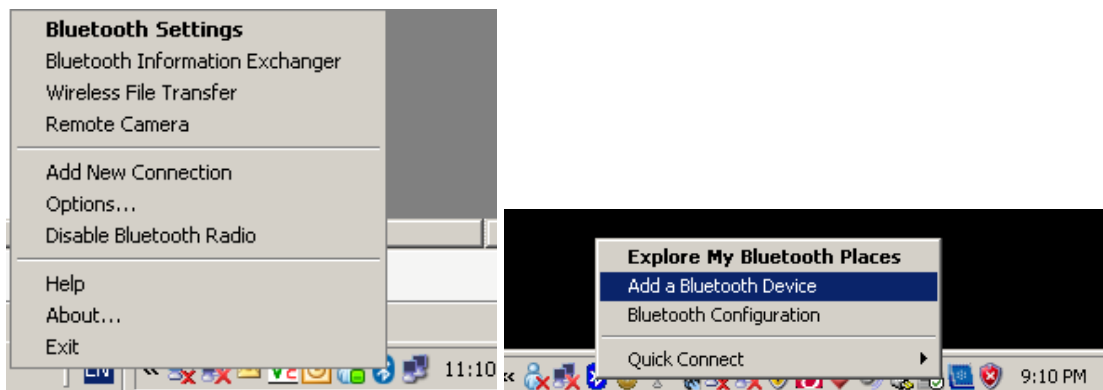 Bluetooth Settings
Bluetooth Information Exchanger
Wireless File Transfer
Remote Camera
Add New Connection
Options...
Disable Bluetooth Radio
Help
About...
Exit
EN « 11:10
Explore My Bluetooth Places
Add a Bluetooth Device
Bluetooth Configuration
Quick Connect
« 9:10 PM